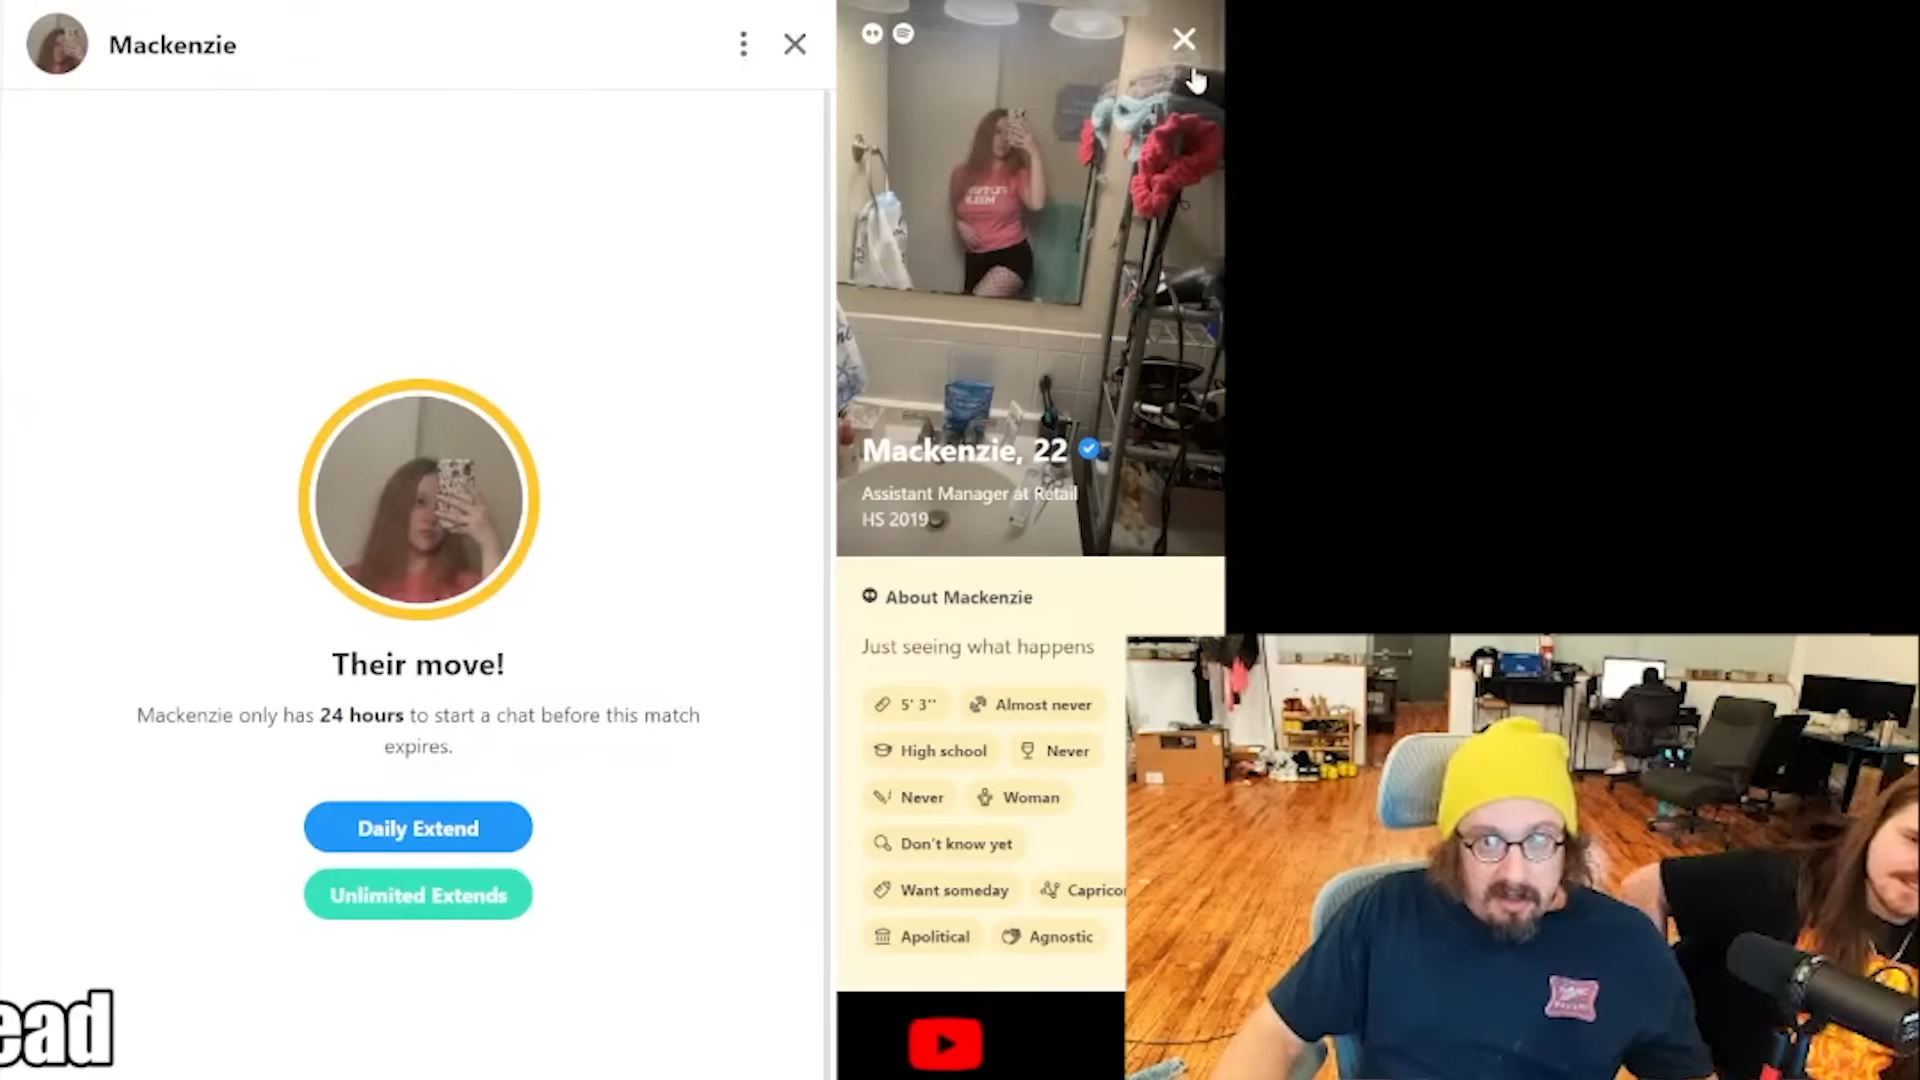 Mackenzie
Their move!
Mackenzie only has 24 hours to start a chat before this match
expires.
Daily Extend
Unlimited Extends
ead
Mackenzie, 22
Assistant Manager at Retail
HS 2019
About Mackenzie
Just seeing what happens
5' 3"
Almost never
High school
Never
Never
Woman
Don't know yet
Want someday
Caprico
Apolitical
Agnostic